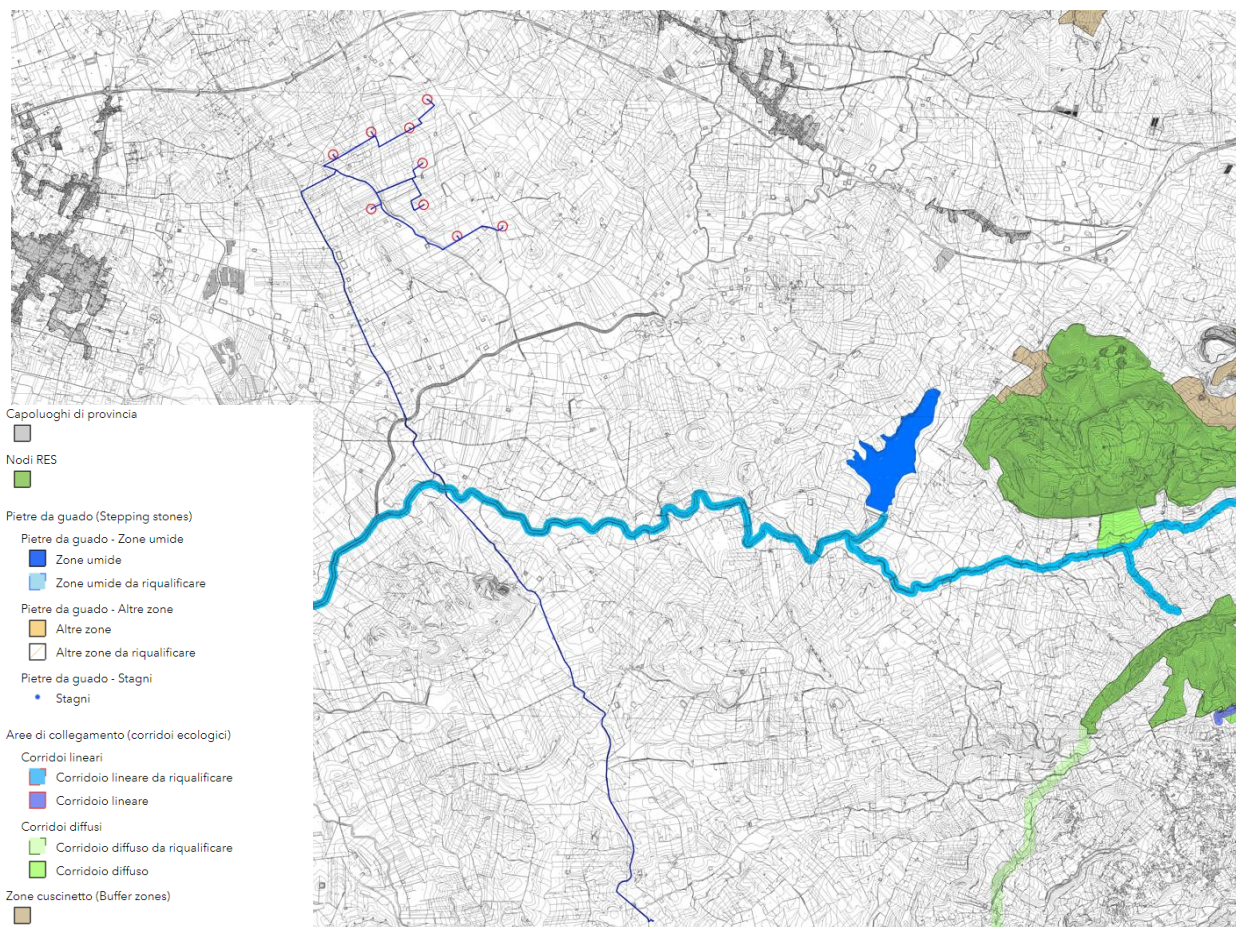 Capoluoghi di provincia
Nodi RES
Pietre da guado (Stepping stones)
Pietre da guado - Zone umide
Zone umide
Zone umide da riqualificare
Pietre da guado - Altre zone
Altre zone
Altre zone da riqualificare
Pietre da guado - Stagni
Stagni
Aree di collegamento (corridoi ecologici)
Corridoi lineari
Corridoio lineare da riqualificare
Corridoio lineare
Corridoi diffusi
Corridoio diffuso da riqualificare
Corridoio diffuso
Zone cuscinetto (Buffer zones)